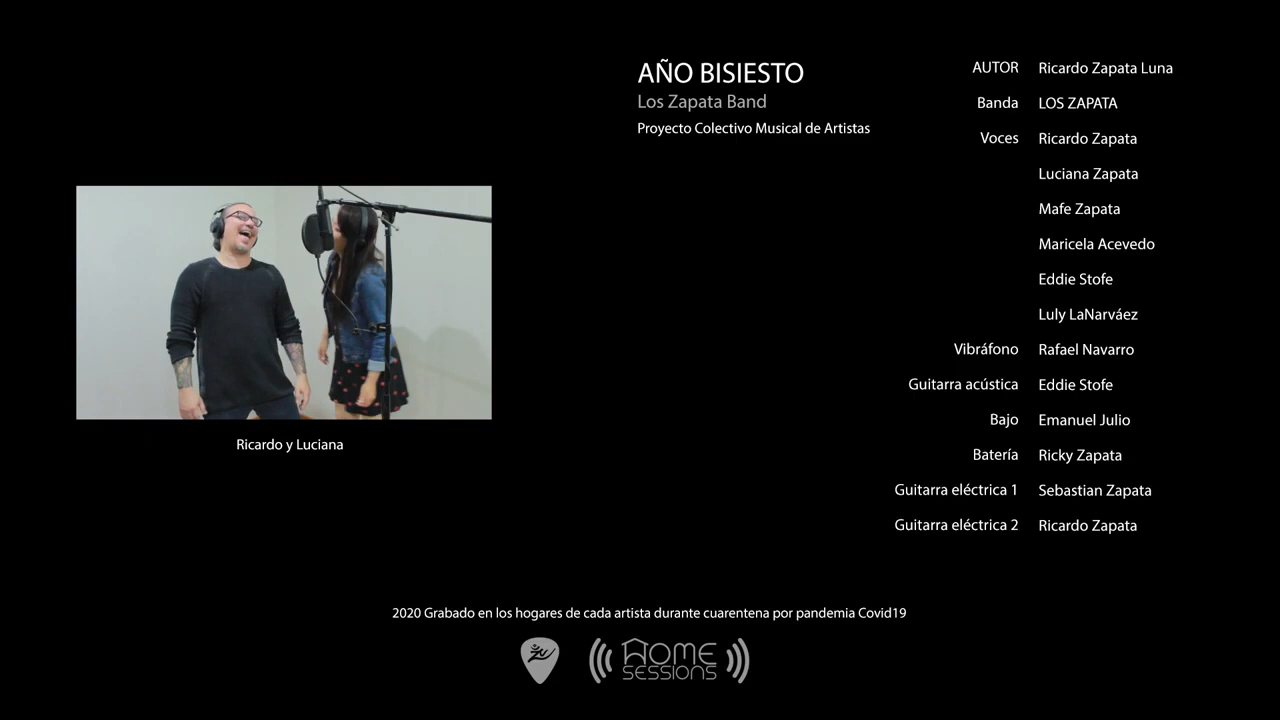 AÑO BISIESTO
Los Zapata Band
Proyecto Colectivo Musical de Artistas
AUTOR Ricardo Zapata Luna
Banda LOS ZAPATA
Voces Ricardo Zapata
Luciana Zapata
Mafe Zapata
Maricela Acevedo
Eddie Stofe
Luly LaNarváez
Vibráfono Rafael Navarro
Guitarra acústica Eddie Stofe
Bajo Emanuel Julio
Batería Ricky Zapata
Guitarra eléctrica 1 Sebastian Zapata
Guitarra eléctrica 2 Ricardo Zapata
Ricardo y Luciana
2020 Grabado en los hogares de cada artista durante cuarentena por pandemia Covid19
HOME
SESSIONS